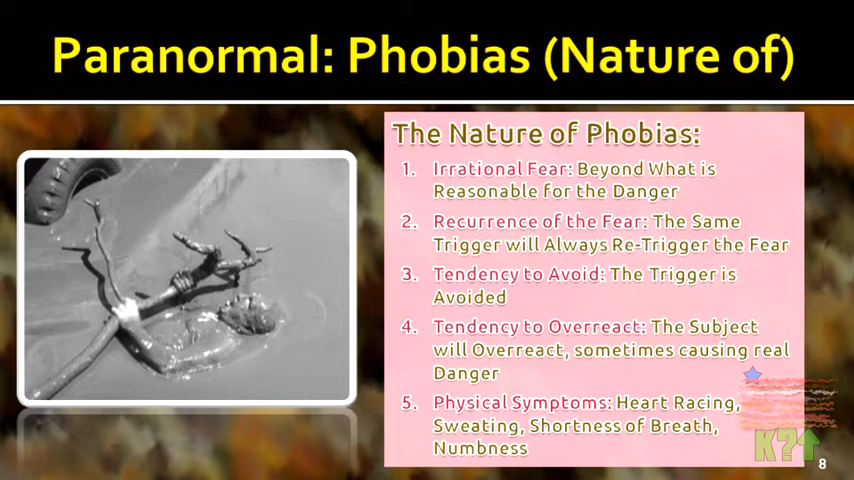 Paranormal: Phobias (Nature of)
The Nature of Phobias:
1. Irrational Fear: Beyond What is
Reasonable for the Danger
2. Recurrence of the Fear: The Same
Trigger will Always Re-Trigger the Fear
3. Tendency to Avoid: The Trigger is
Avoided
4. Tendency to Overreact: The Subject
will Overreact, sometimes causing real
Danger
5. Physical Symptoms: Heart Racing,
Sweating, Shortness of Breath,
Numbness
K?
8